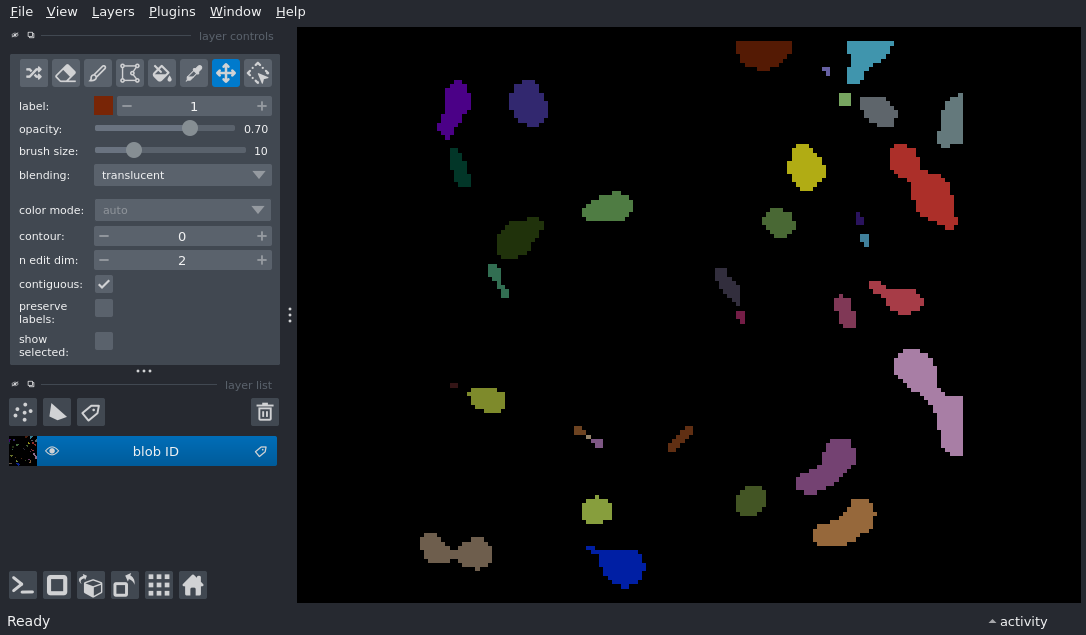 File View Layers Plugins Window Help
layer controls
label: 1
opacity: 0.70
brush size: 10
blending: translucent
color mode: auto
contour: 0
n edit dim: 2
contiguous:
preserve
labels:
show
selected:
layer list
blob ID
Ready
activity